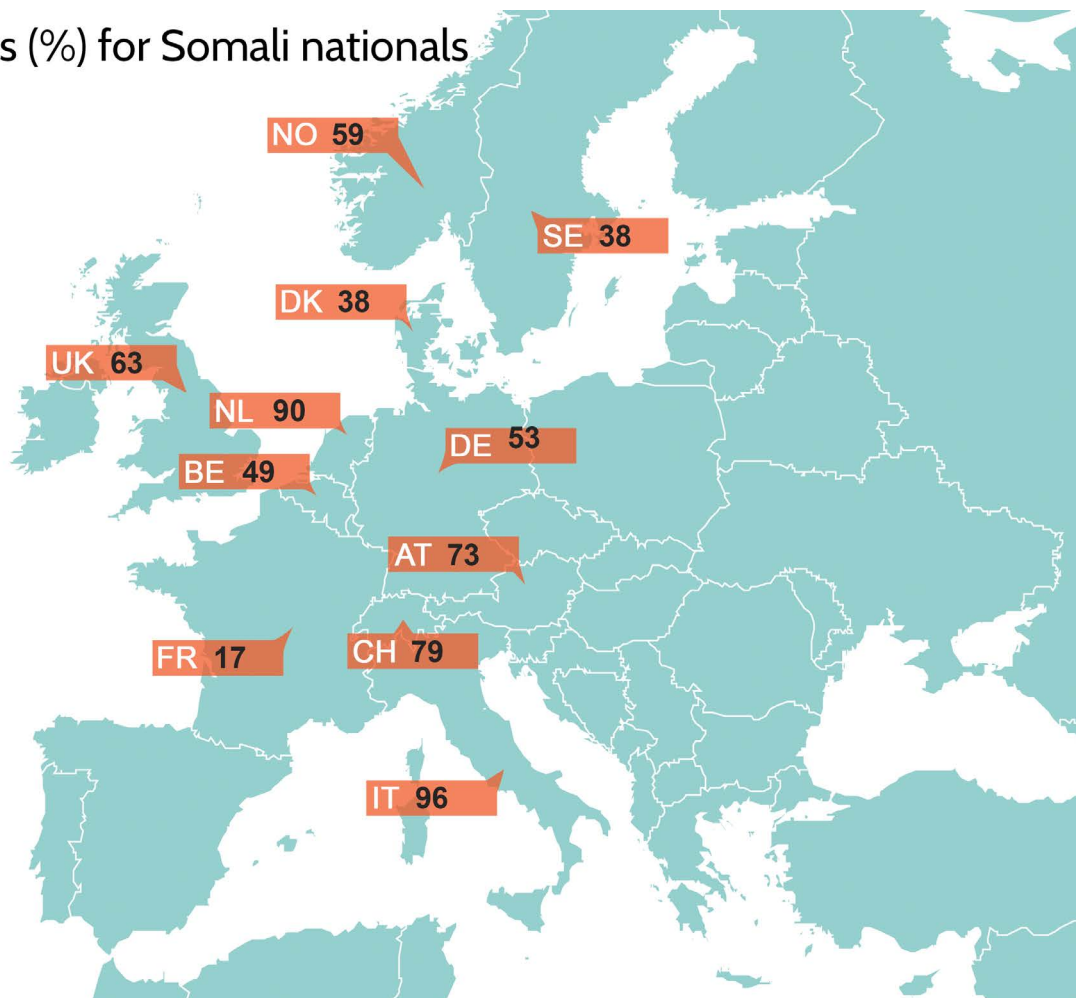 s (%) for Somali nationals
NO 59
SE 38
DK 38
UK 63
NL 90
DE 53
BE 49
AT 73
FR 17
CH 79
IT 96